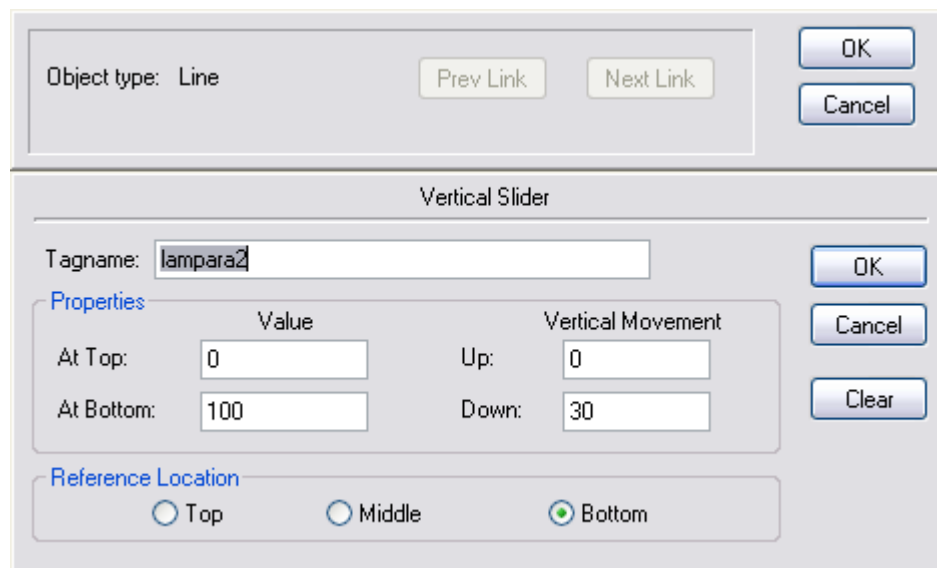 Object type: Line Prev Link Next Link OK
Cancel
Vertical Slider
Tagname: lampara2 OK
Properties
Value Vertical Movement Cancel
At Top: 0 Up: 0
At Bottom: 100 Down: 30 Clear
Reference Location
Top Middle Bottom